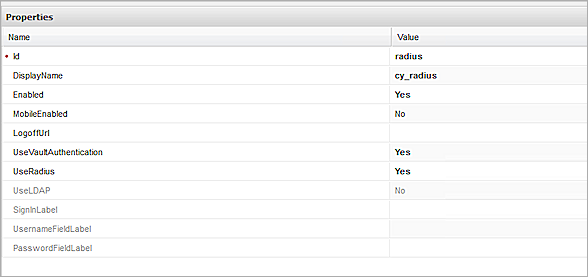 Properties
Name Value
Id radius
DisplayName cy_radius
Enabled Yes
MobileEnabled No
LogoffUrl
UseVaultAuthentication Yes
UseRadius Yes
UseLDAP No
SignInLabel
UsernameFieldLabel
PasswordFieldLabel